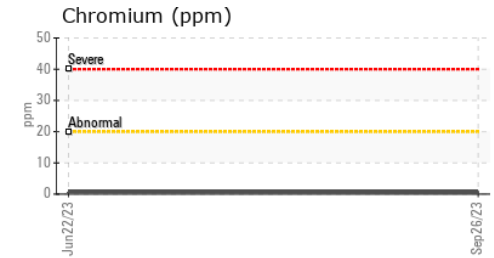 Chromium (ppm)
50
Severe
40
30
ppm
Abnormal
20
10
0
Jun22/23
Sep26/23